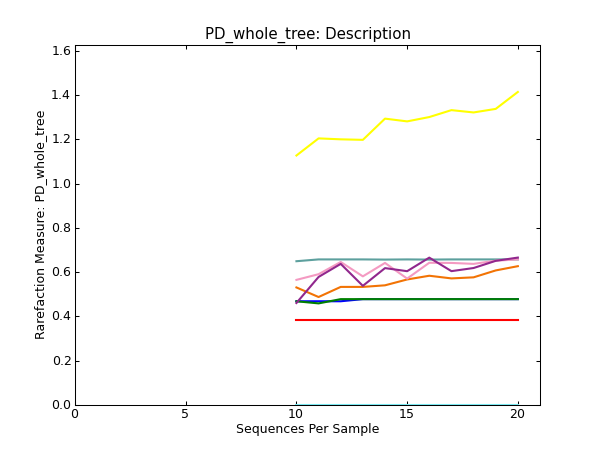 PD_whole_tree: Description
1.6
1.4
1.2
1.0
0.8
0.6
0.4
0.2
0.0
Rarefaction Measure: PD_whole_tree
0 5 10 15 20
Sequences Per Sample